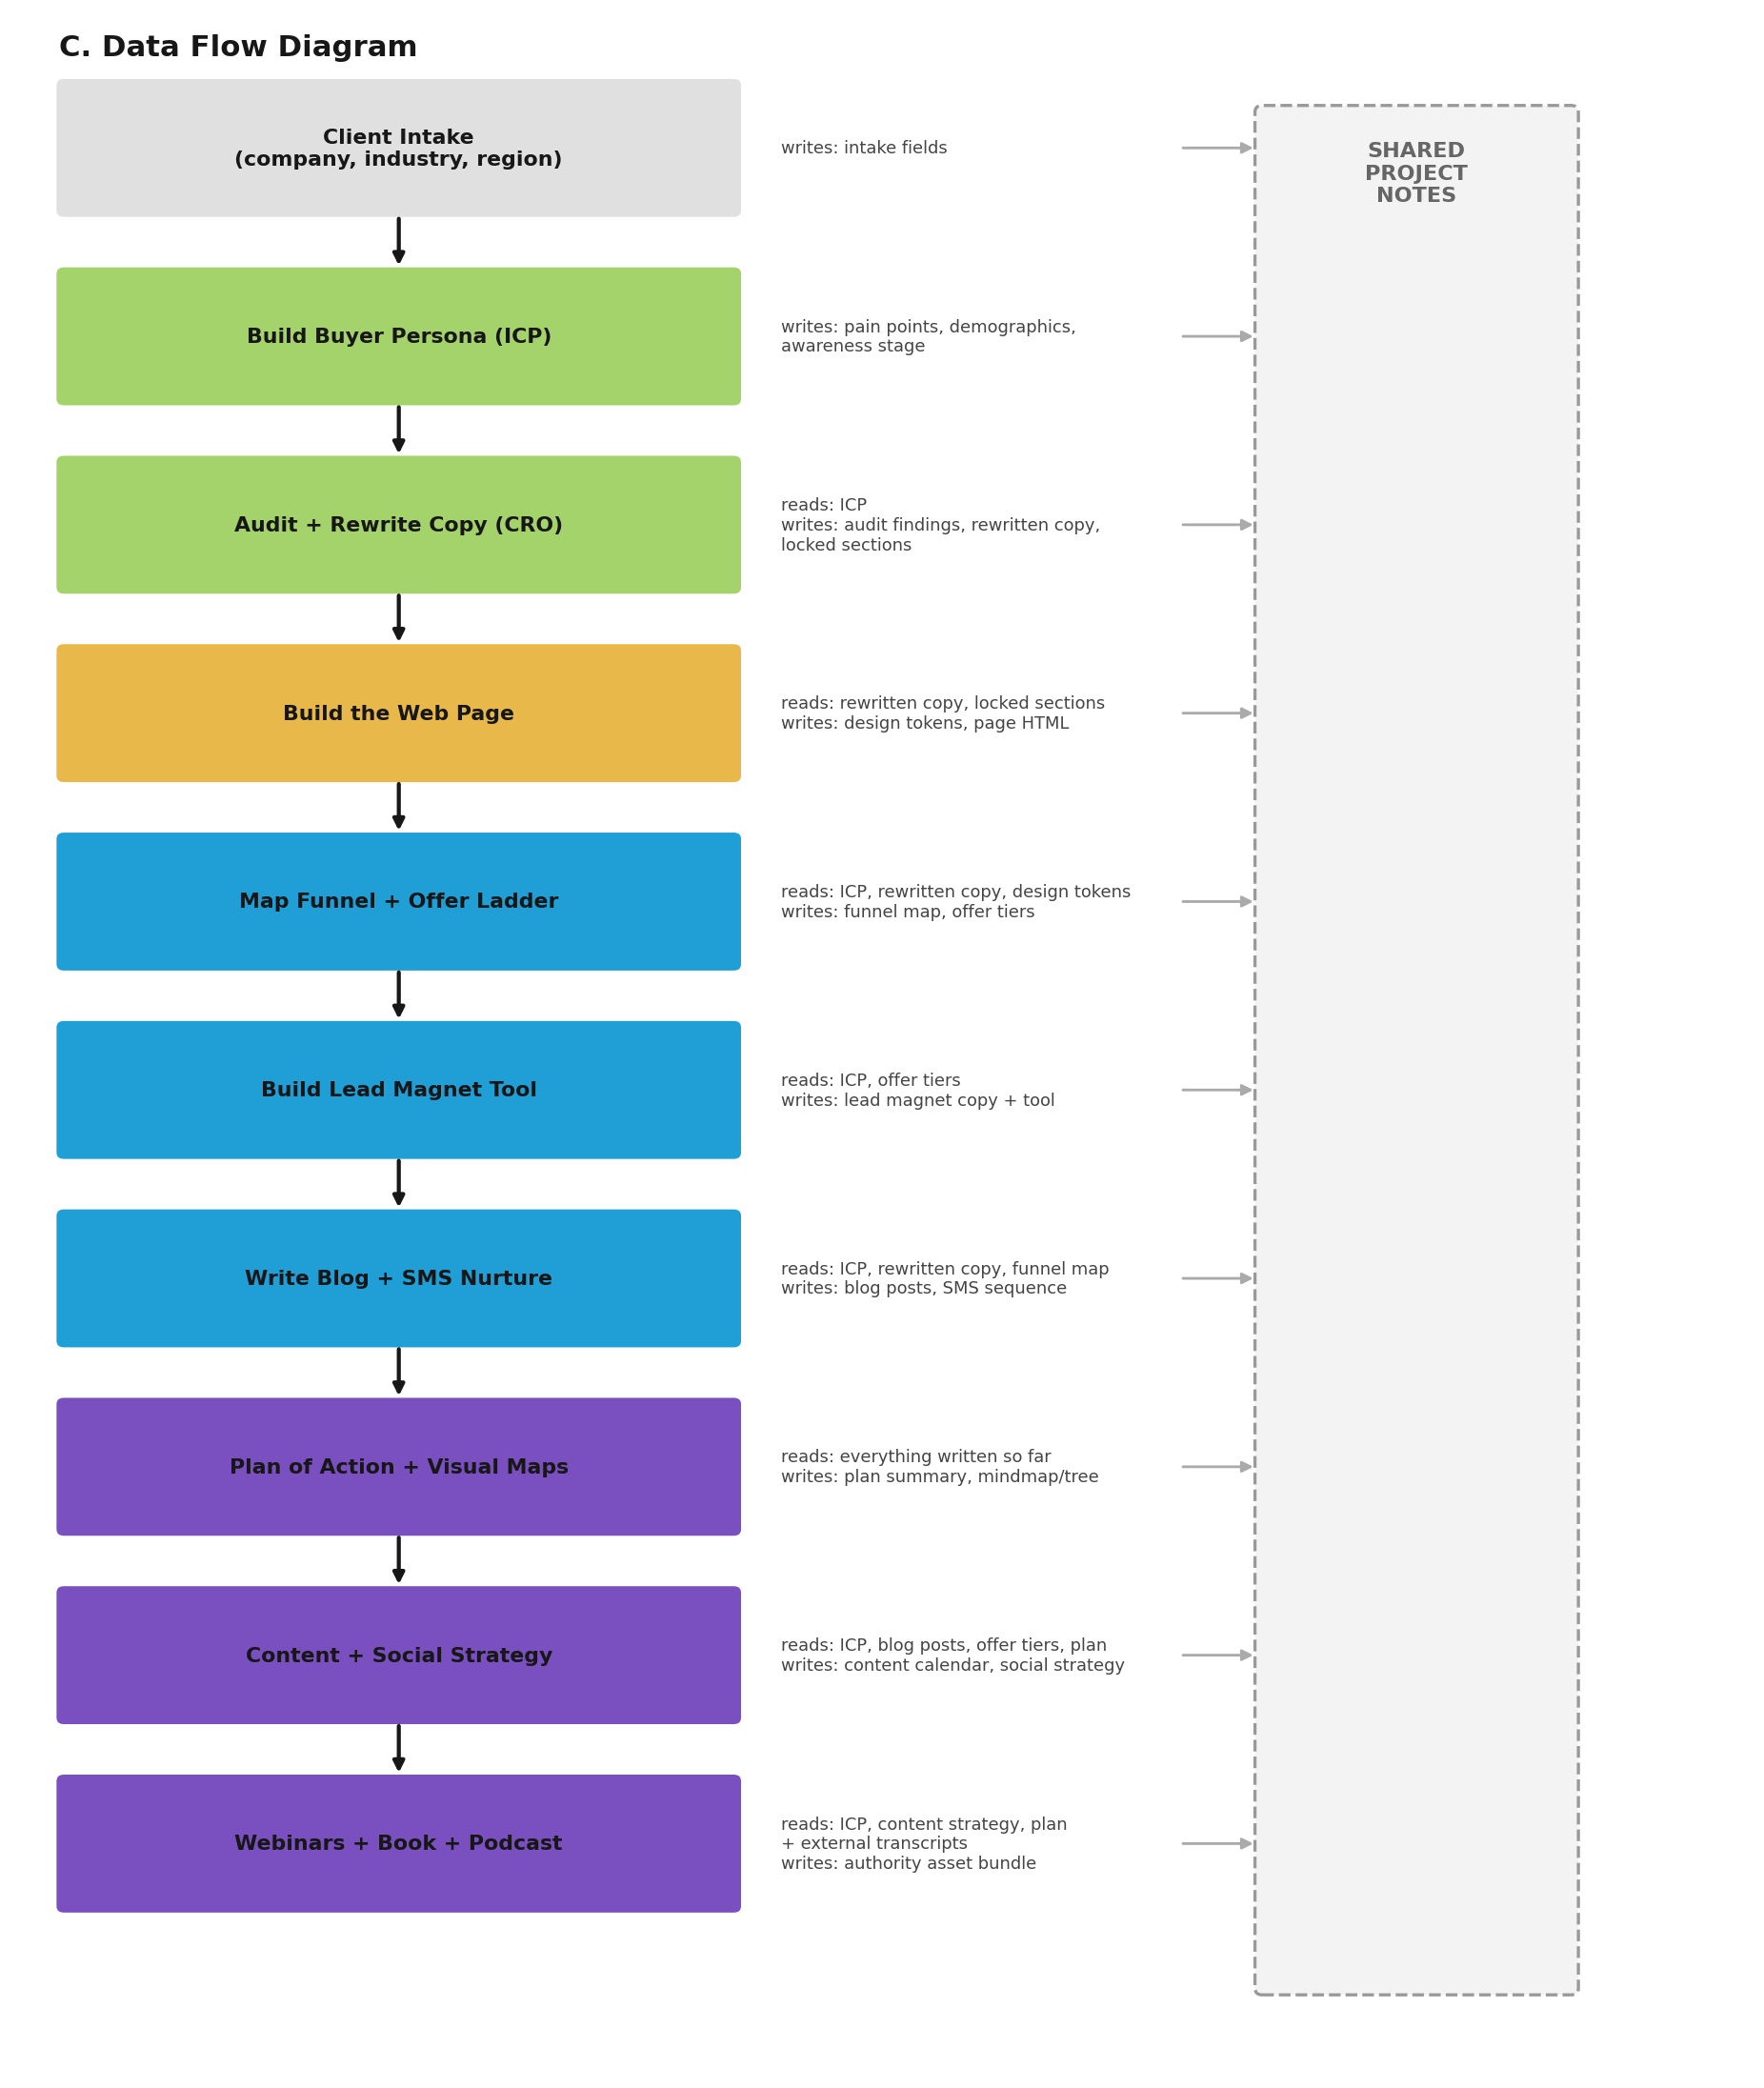 C. Data Flow Diagram
Client Intake
(company, industry, region)
writes: intake fields
SHARED
PROJECT
NOTES
Build Buyer Persona (ICP)
writes: pain points, demographics,
awareness stage
Audit + Rewrite Copy (CRO)
reads: ICP
writes: audit findings, rewritten copy,
locked sections
Build the Web Page
reads: rewritten copy, locked sections
writes: design tokens, page HTML
Map Funnel + Offer Ladder
reads: ICP, rewritten copy, design tokens
writes: funnel map, offer tiers
Build Lead Magnet Tool
reads: ICP, offer tiers
writes: lead magnet copy + tool
Write Blog + SMS Nurture
reads: ICP, rewritten copy, funnel map
writes: blog posts, SMS sequence
Plan of Action + Visual Maps
reads: everything written so far
writes: plan summary, mindmap/tree
Content + Social Strategy
reads: ICP, blog posts, offer tiers, plan
writes: content calendar, social strategy
Webinars + Book + Podcast
reads: ICP, content strategy, plan
+ external transcripts
writes: authority asset bundle